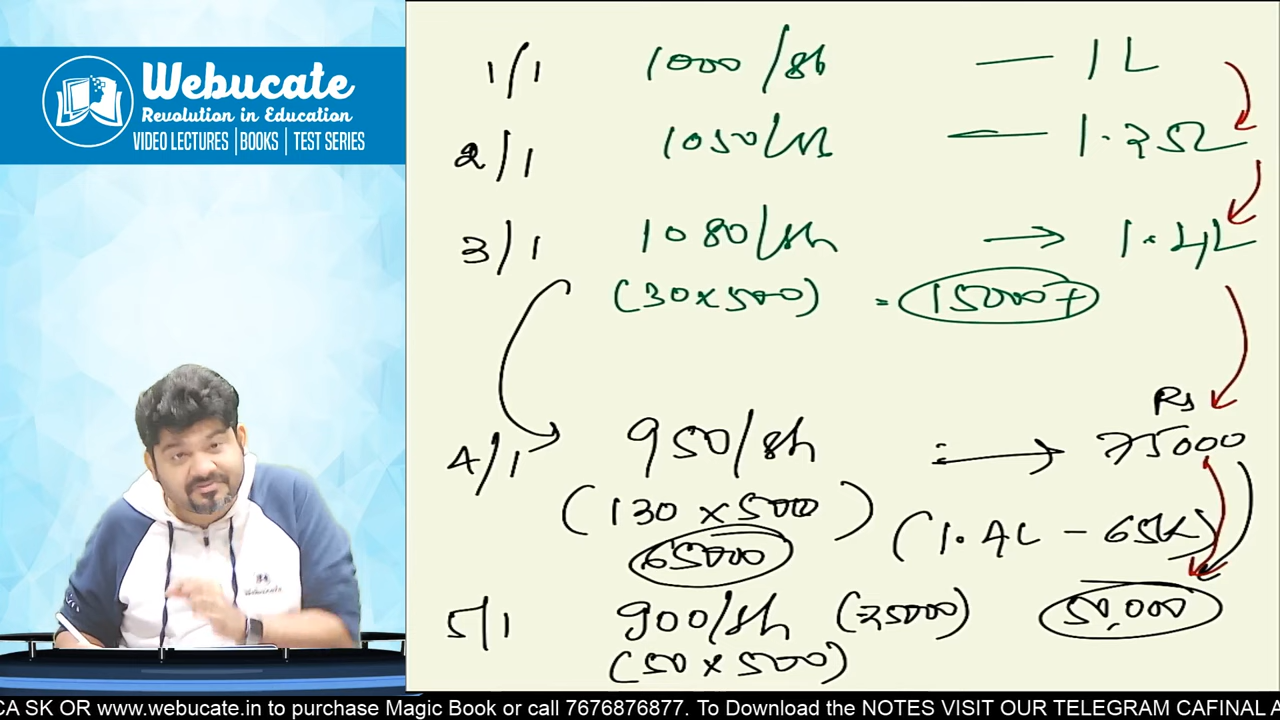 Webucate
Revolution in Education
VIDEO LECTURES | BOOKS | TEST SERIES
1/1 1000/sh — 1L
2/1 1050/sh — 1.25L
3/1 1080/sh → 1.4L
(30x500) = 15000+
Rs
4/1 950/sh → 75000
(130 x 500) (1.4L - 65K)
65000
5/1 900/sh (25000) 50,000
(50 x 500)
CA SK OR www.webucate.in to purchase Magic Book or call 7676876877. To Download the NOTES VISIT OUR TELEGRAM CAFINAL A